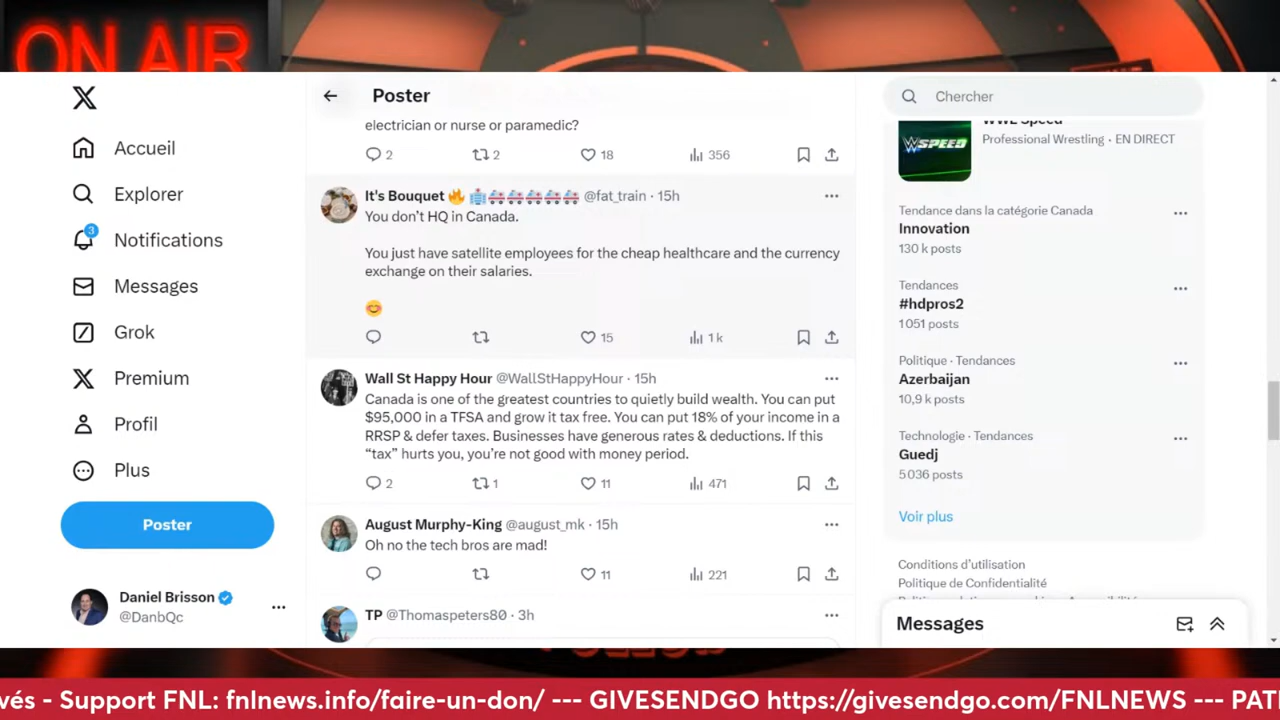 ON AIR
Accueil
Explorer
3
Notifications
Messages
Grok
Premium
Profil
Plus
Poster
Daniel Brisson
@DanbQc
Poster
electrician or nurse or paramedic?
2 2 18 356
It's Bouquet 🔥 🏥🚑🚑🚑🚑🚑 @fat_train · 15h
You don't HQ in Canada.
You just have satellite employees for the cheap healthcare and the currency
exchange on their salaries.
😊
15 1 k
Wall St Happy Hour @WallStHappyHour · 15h
Canada is one of the greatest countries to quietly build wealth. You can put
$95,000 in a TFSA and grow it tax free. You can put 18% of your income in a
RRSP & defer taxes. Businesses have generous rates & deductions. If this
“tax” hurts you, you're not good with money period.
2 1 11 471
August Murphy-King @august_mk · 15h
Oh no the tech bros are mad!
11 221
TP @Thomaspeters80 · 3h
Chercher
WWE Speed
SPEED
Professional Wrestling · EN DIRECT
Tendance dans la catégorie Canada
Innovation
130 k posts
Tendances
#hdpros2
1 051 posts
Politique · Tendances
Azerbaijan
10,9 k posts
Technologie · Tendances
Guedj
5 036 posts
Voir plus
Conditions d'utilisation
Politique de Confidentialité
Messages
vés - Support FNL: fnlnews.info/faire-un-don/ --- GIVESENDGO https://givesendgo.com/FNLNEWS --- PAT